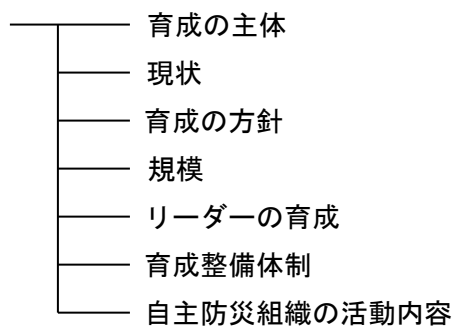 育成の主体
現状
育成の方針
規模
リーダーの育成
育成整備体制
自主防災組織の活動内容